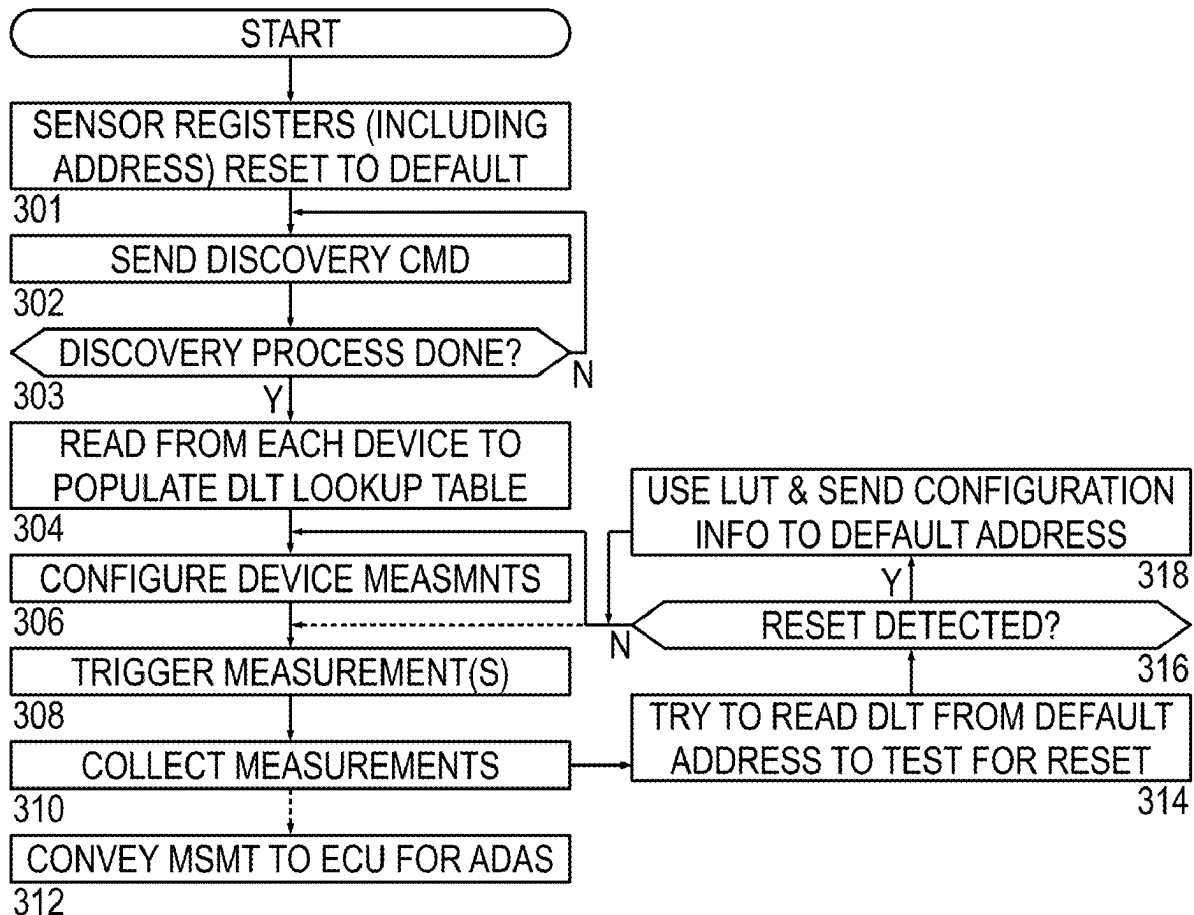 START
SENSOR REGISTERS (INCLUDING
ADDRESS) RESET TO DEFAULT
301
SEND DISCOVERY CMD
302
DISCOVERY PROCESS DONE?
N
303
Y
READ FROM EACH DEVICE TO
POPULATE DLT LOOKUP TABLE
304
CONFIGURE DEVICE MEASMNTS
306
TRIGGER MEASUREMENT(S)
308
COLLECT MEASUREMENTS
310
CONVEY MSMT TO ECU FOR ADAS
312
USE LUT & SEND CONFIGURATION
INFO TO DEFAULT ADDRESS
318
Y
RESET DETECTED?
N
316
TRY TO READ DLT FROM DEFAULT
ADDRESS TO TEST FOR RESET
314